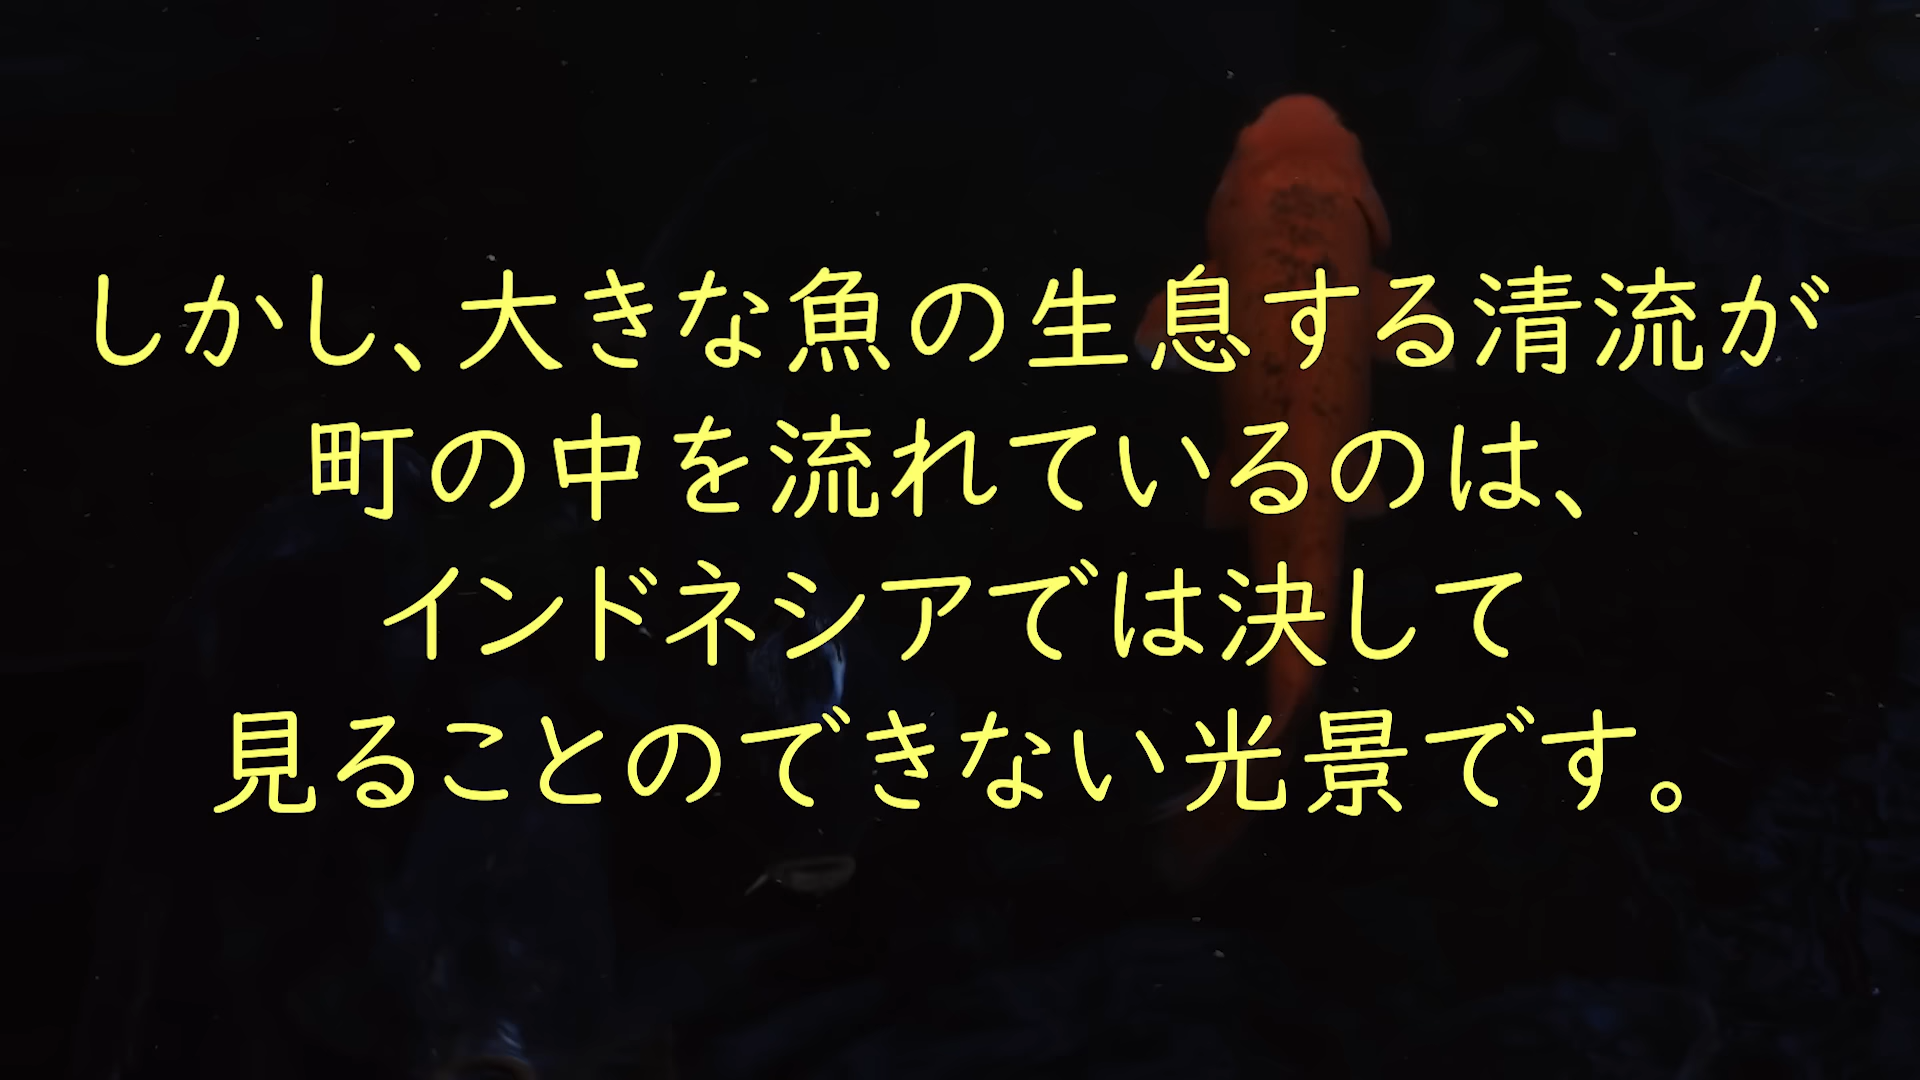 しかし、大きな魚の生息する清流が
町の中を流れているのは、
インドネシアでは決して
見ることのできない光景です。